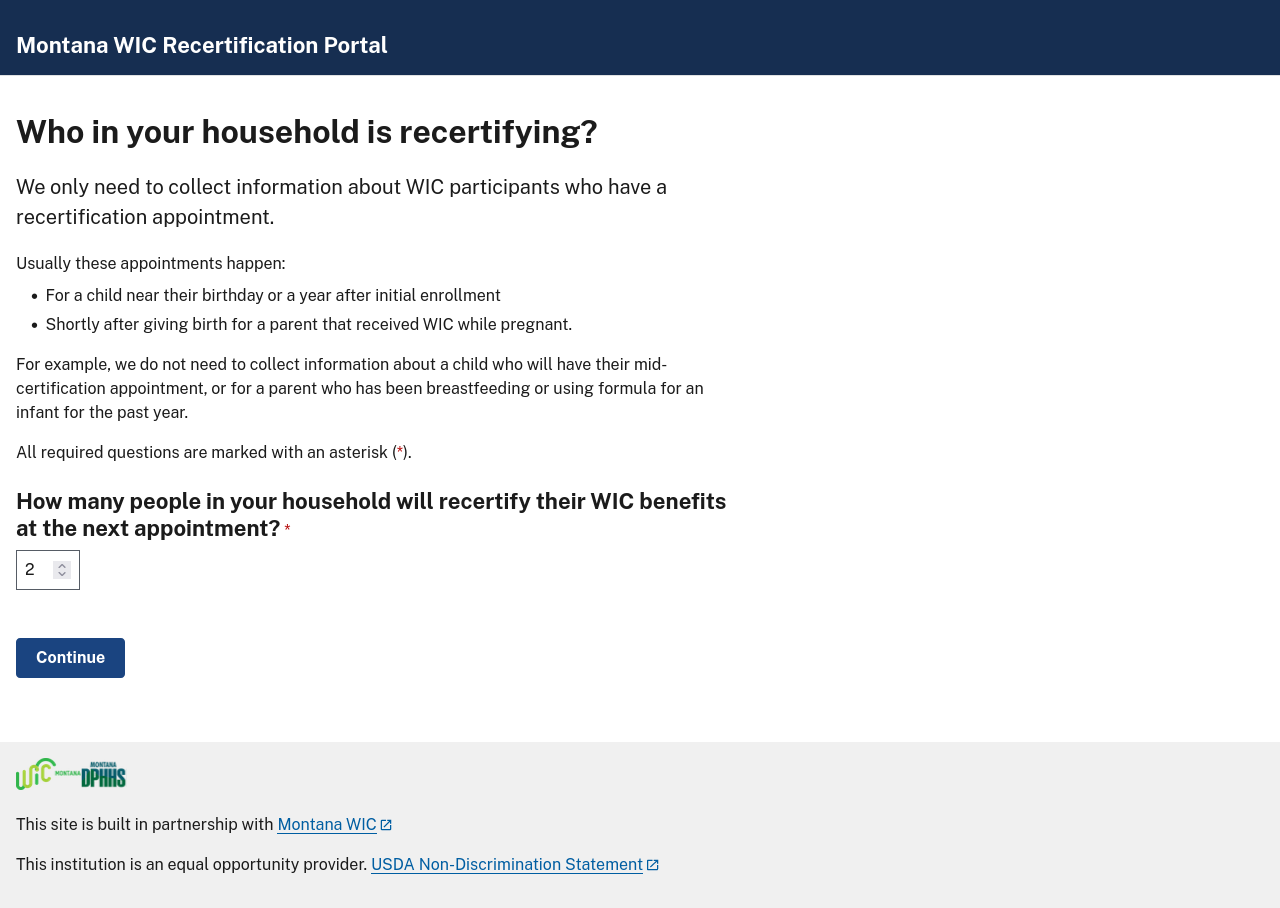 Montana WIC Recertification Portal
Who in your household is recertifying?
We only need to collect information about WIC participants who have a
recertification appointment.
Usually these appointments happen:
• For a child near their birthday or a year after initial enrollment
• Shortly after giving birth for a parent that received WIC while pregnant.
For example, we do not need to collect information about a child who will have their mid-
certification appointment, or for a parent who has been breastfeeding or using formula for an
infant for the past year.
All required questions are marked with an asterisk (*).
How many people in your household will recertify their WIC benefits
at the next appointment? *
2
Continue
WiC MONTANA
MONTANA
DPHHS
This site is built in partnership with Montana WIC
This institution is an equal opportunity provider. USDA Non-Discrimination Statement